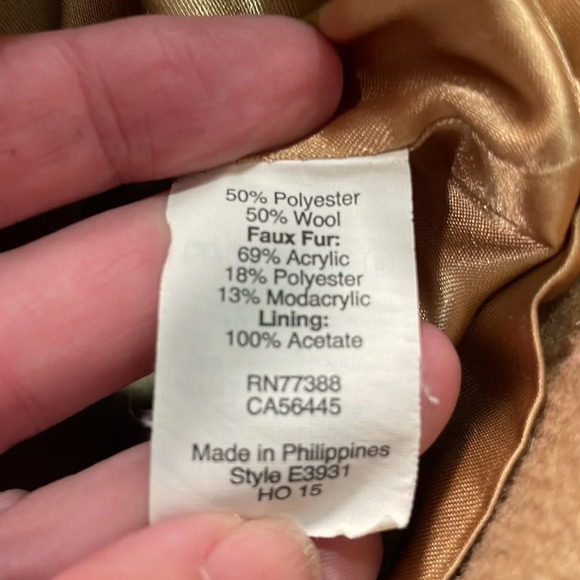 50% Polyester
50% Wool
Faux Fur:
69% Acrylic
18% Polyester
13% Modacrylic
Lining:
100% Acetate
RN77388
CA56445
Made in Philippines
Style E3931
HO 15